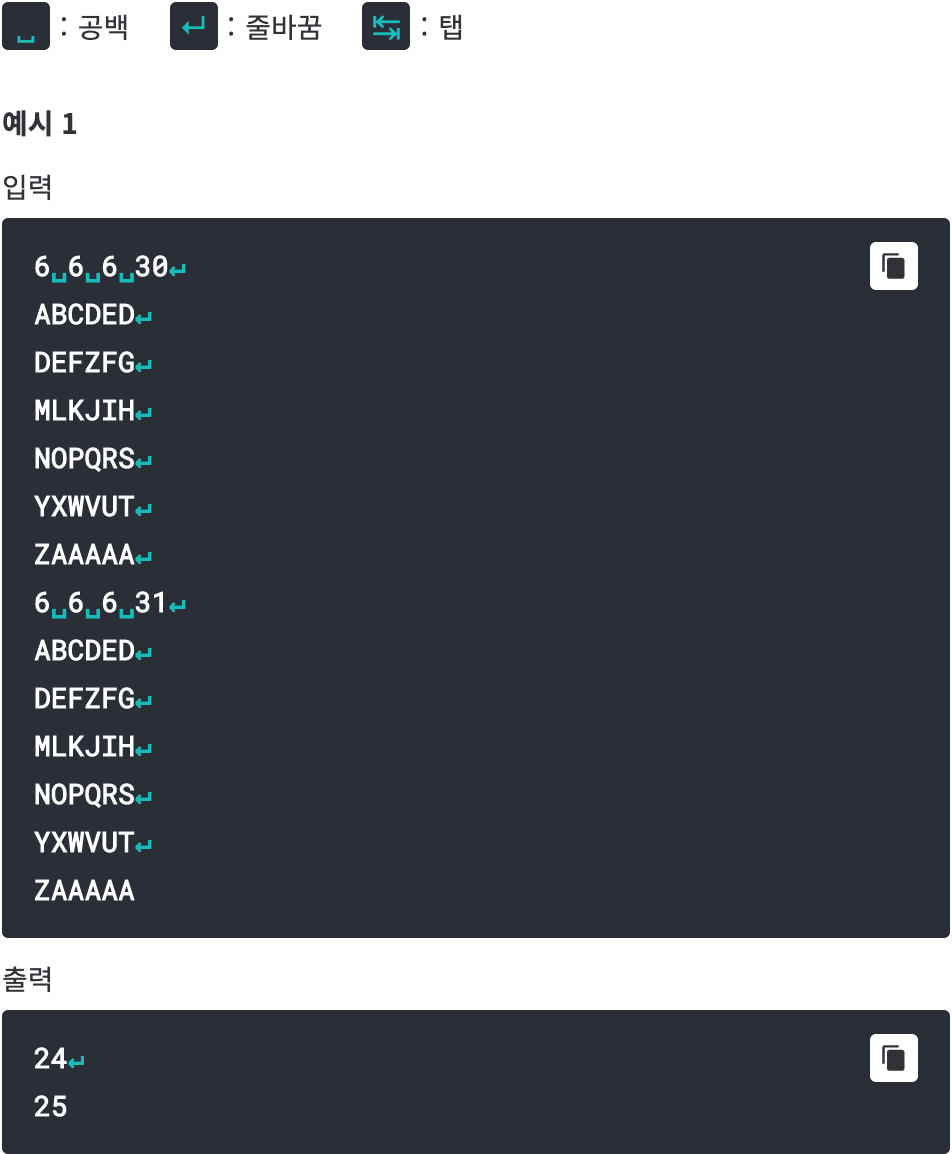 ␣ : 공백 ↵ : 줄바꿈 ↹ : 탭
예시 1
입력
6␣6␣6␣30↵
ABCDED↵
DEFZFG↵
MLKJIH↵
NOPQRS↵
YXWVUT↵
ZAAAAA↵
6␣6␣6␣31↵
ABCDED↵
DEFZFG↵
MLKJIH↵
NOPQRS↵
YXWVUT↵
ZAAAAA
출력
24↵
25